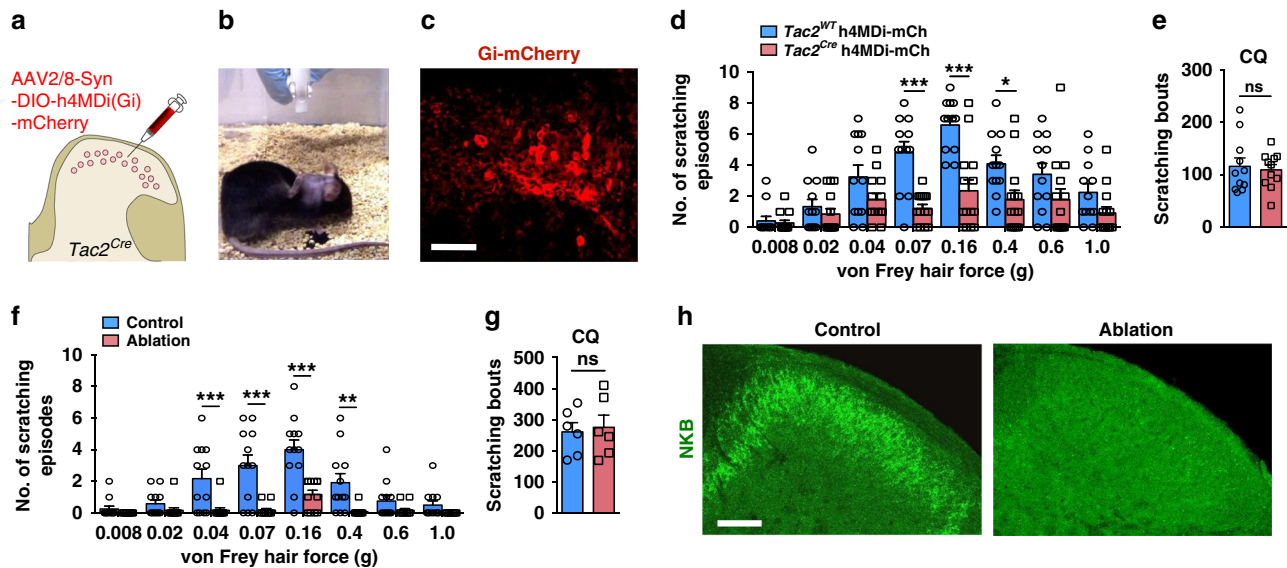 a
AAV2/8-Syn
-DIO-h4MDi(Gi)
-mCherry
Tac2Cre
b
c
Gi-mCherry
d
Tac2WT h4MDi-mCh
Tac2Cre h4MDi-mCh
No. of scratching
episodes
10
8
6
4
2
0
***
***
*
0.008 0.02 0.04 0.07 0.16 0.4 0.6 1.0
von Frey hair force (g)
e
CQ
ns
Scratching bouts
300
200
100
0
f
Control
Ablation
No. of scratching
episodes
10
8
6
4
2
0
***
***
***
**
0.008 0.02 0.04 0.07 0.16 0.4 0.6 1.0
von Frey hair force (g)
g
CQ
ns
Scratching bouts
500
400
300
200
100
0
h
Control
Ablation
NKB